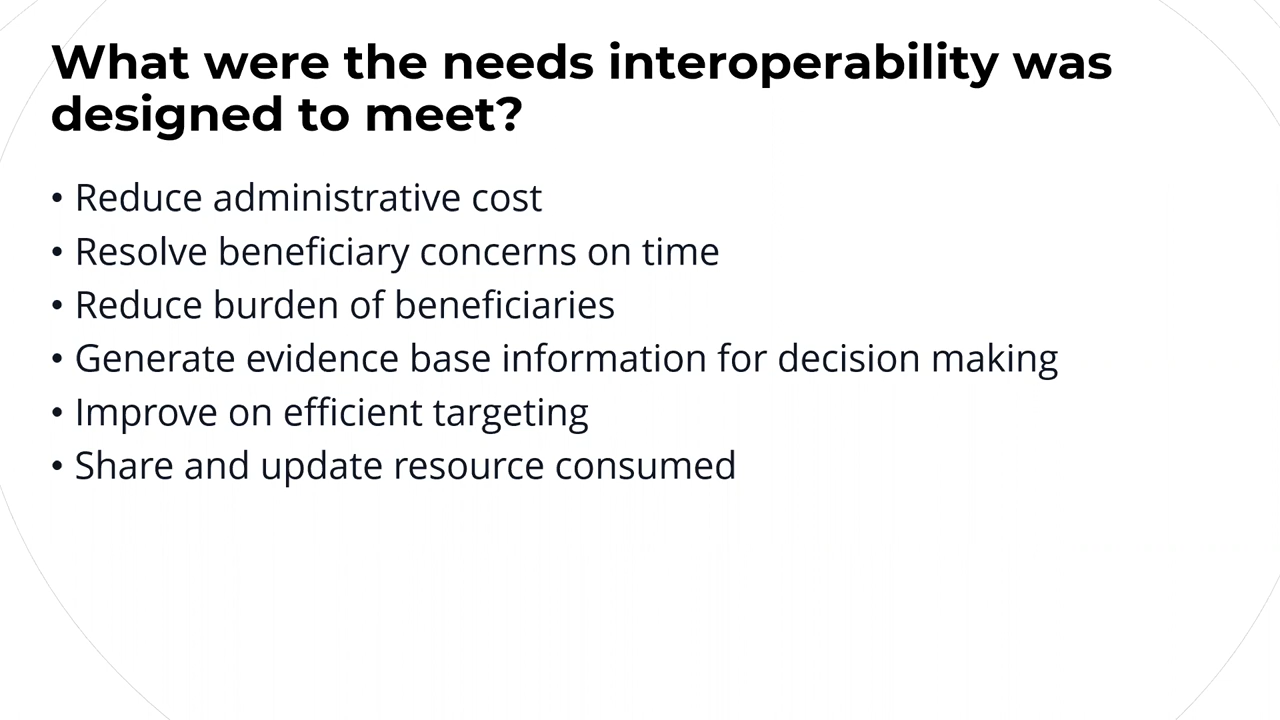 What were the needs interoperability was
designed to meet?
• Reduce administrative cost
• Resolve beneficiary concerns on time
• Reduce burden of beneficiaries
• Generate evidence base information for decision making
• Improve on efficient targeting
• Share and update resource consumed